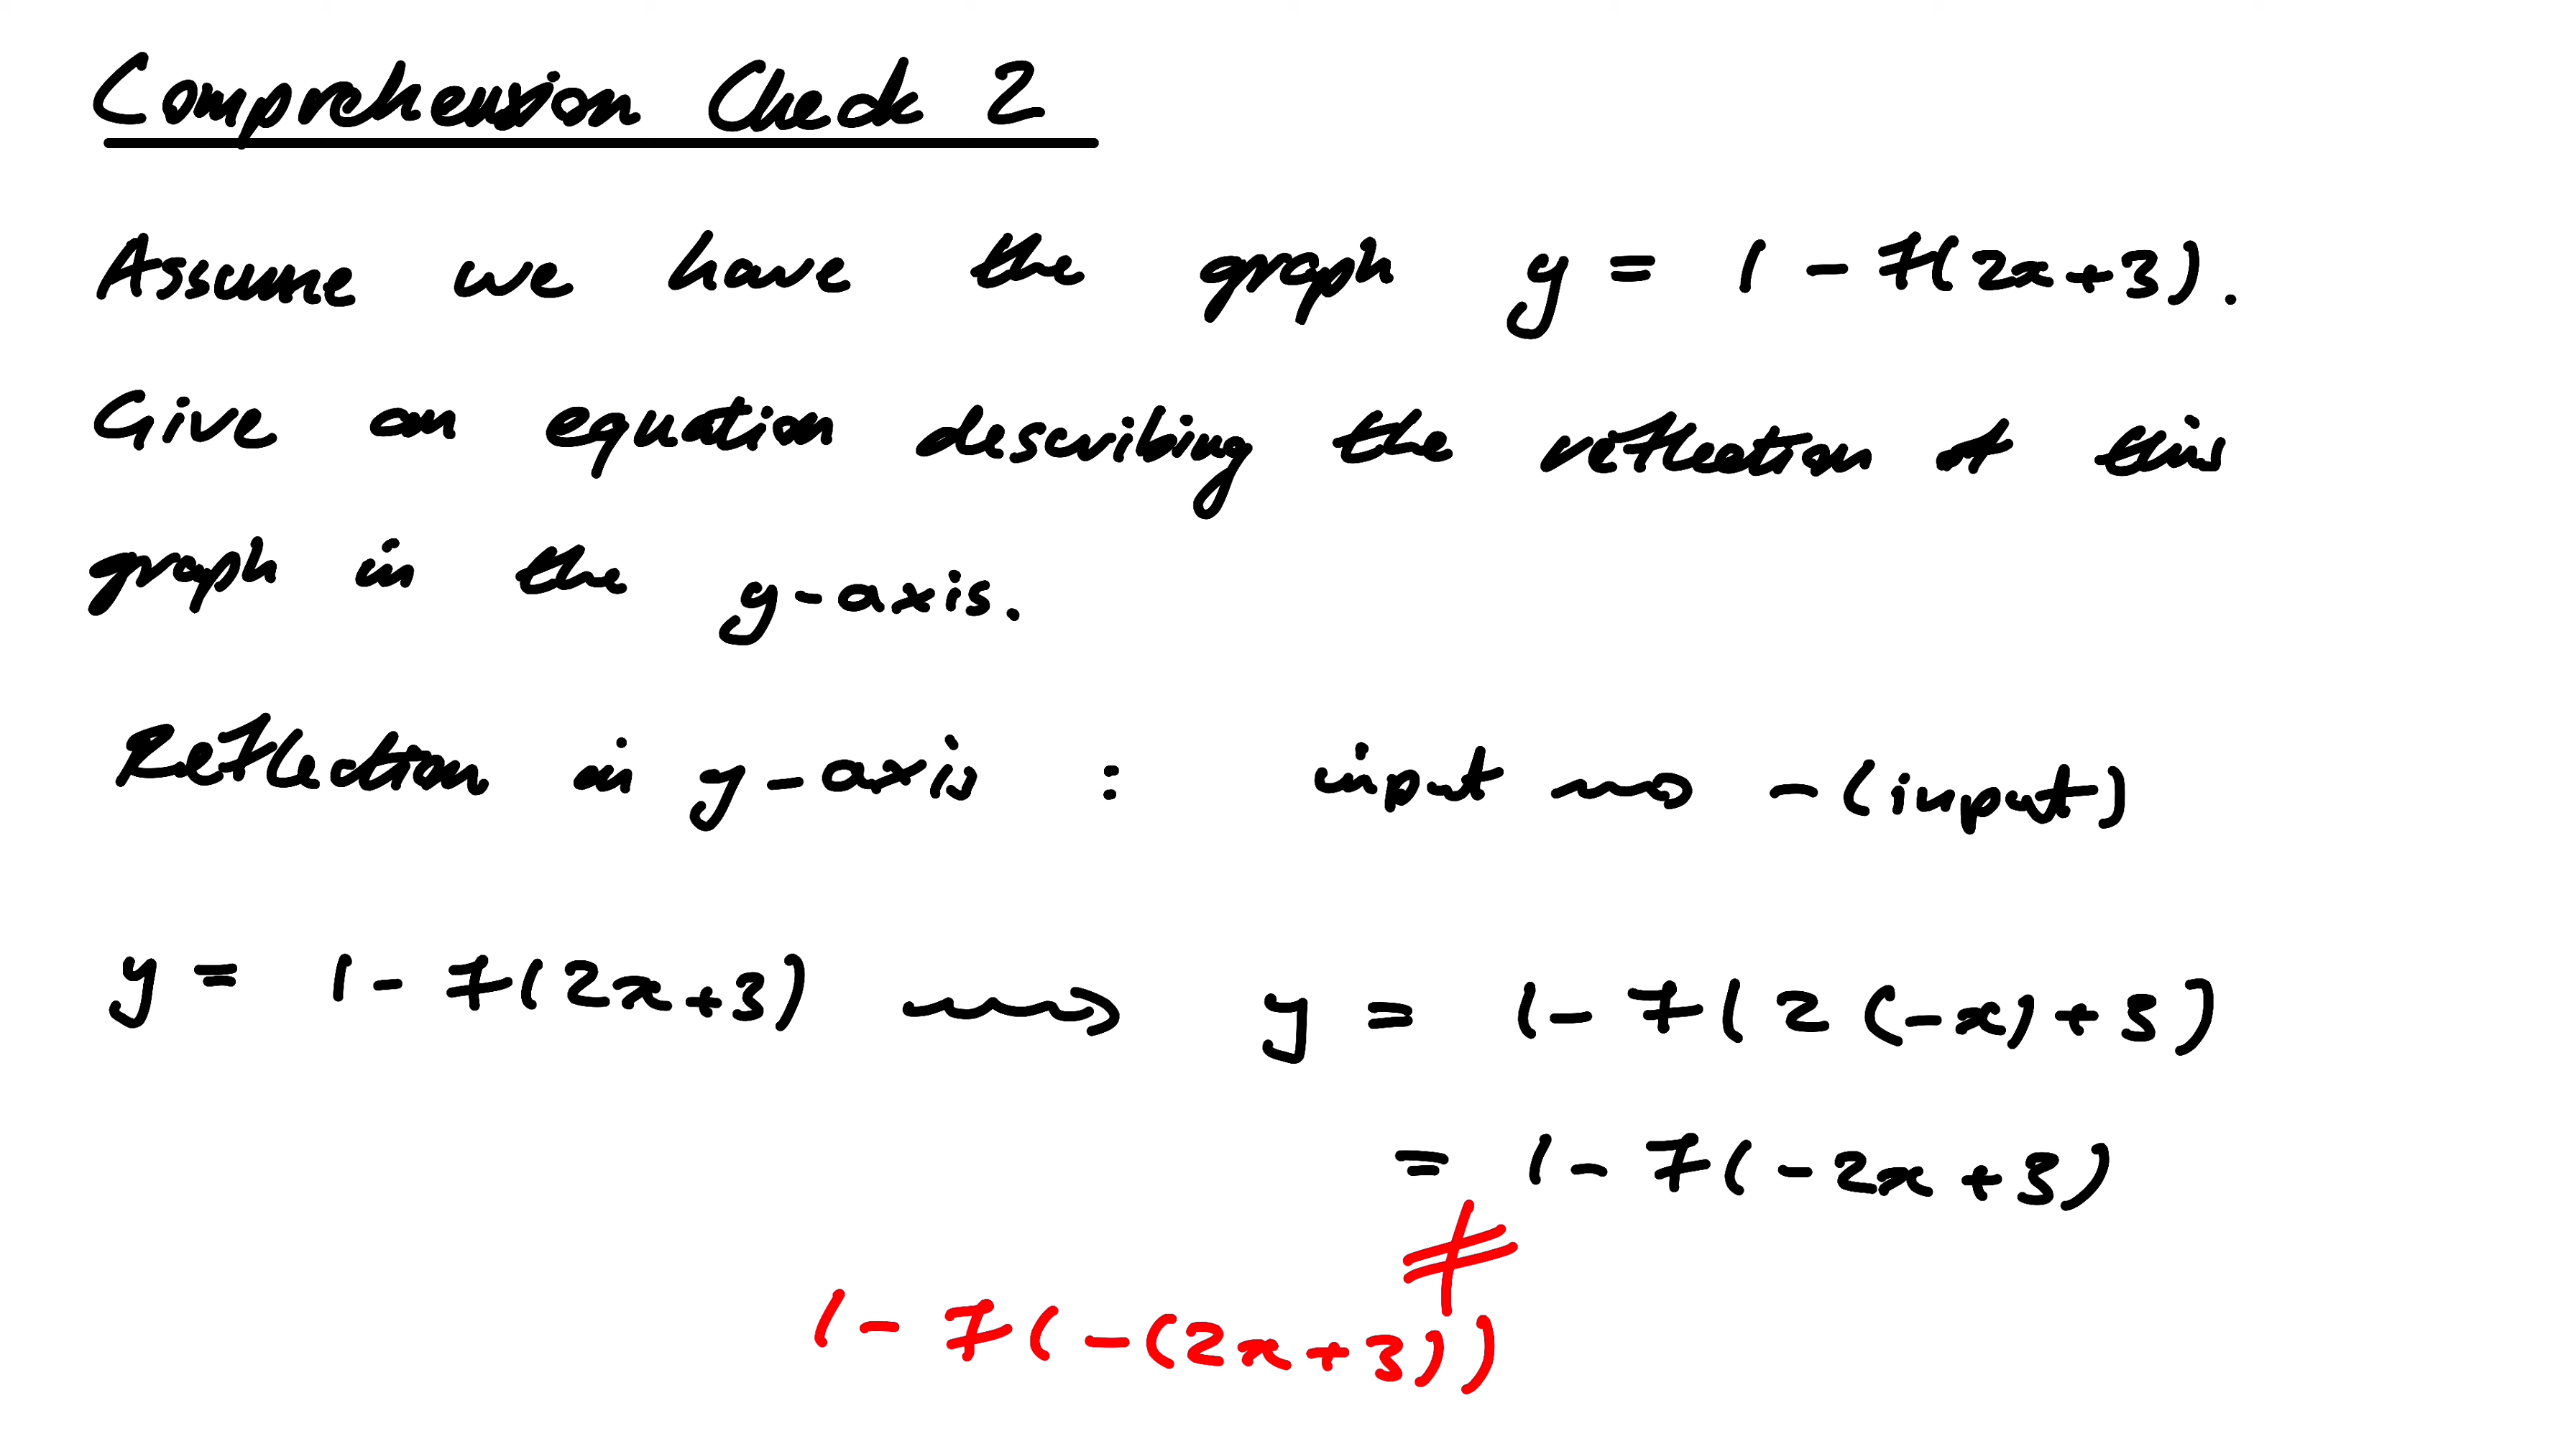 Comprehension Check 2
Assume we have the graph y = 1 - f(2x+3).
Give an equation describing the reflection of this
graph in the y-axis.
Reflection in y-axis : input ⇝ -(input)
y = 1 - f(2x+3) ⇝ y = 1 - f(2(-x)+3)
= 1 - f(-2x+3)
≠
1 - f(-(2x+3))